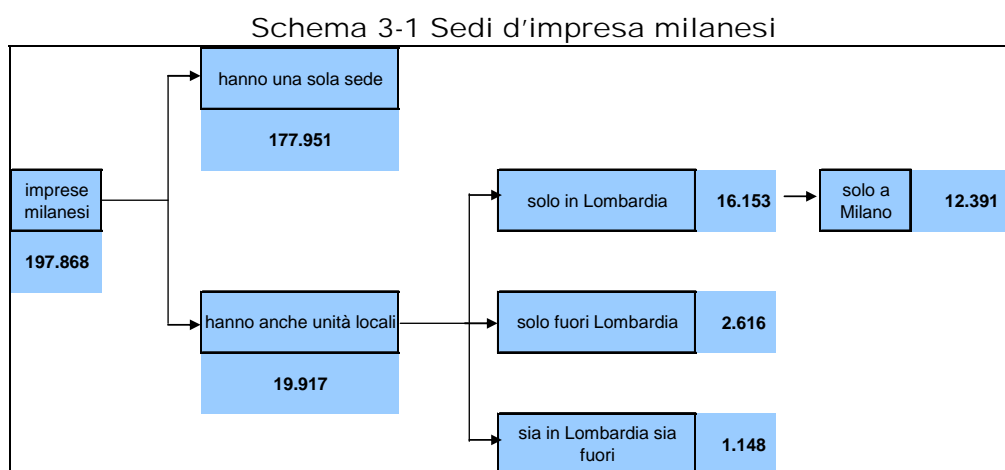 Schema 3-1 Sedi d'impresa milanesi
hanno una sola sede
177.951
imprese
milanesi
197.868
hanno anche unità locali
19.917
solo in Lombardia
16.153
solo a
Milano
12.391
solo fuori Lombardia
2.616
sia in Lombardia sia
fuori
1.148